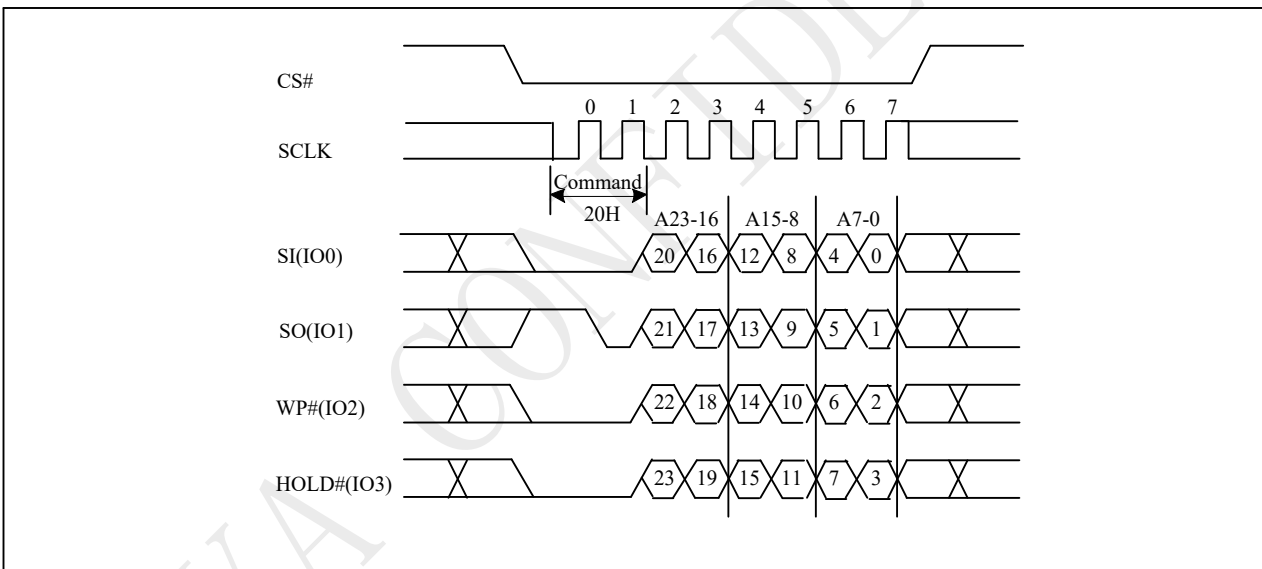 CS#
0 1 2 3 4 5 6 7
SCLK
Command
20H
A23-16 A15-8 A7-0
SI(IO0) 20 16 12 8 4 0
SO(IO1) 21 17 13 9 5 1
WP#(IO2) 22 18 14 10 6 2
HOLD#(IO3) 23 19 15 11 7 3